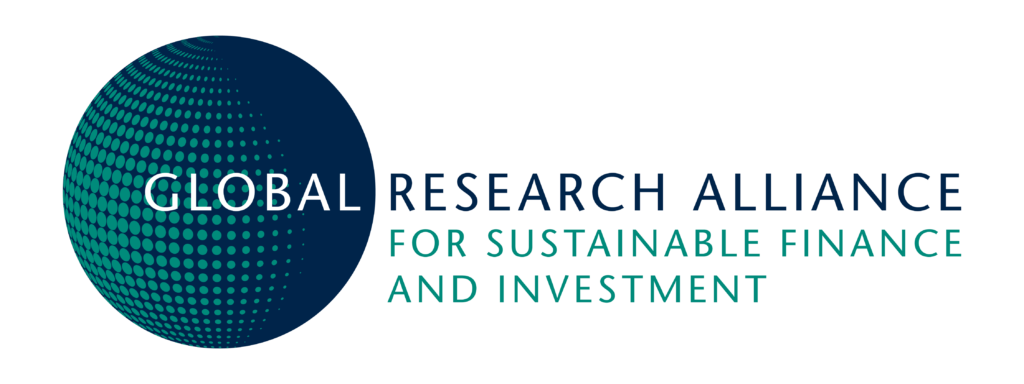 GLOBAL RESEARCH ALLIANCE
FOR SUSTAINABLE FINANCE
AND INVESTMENT